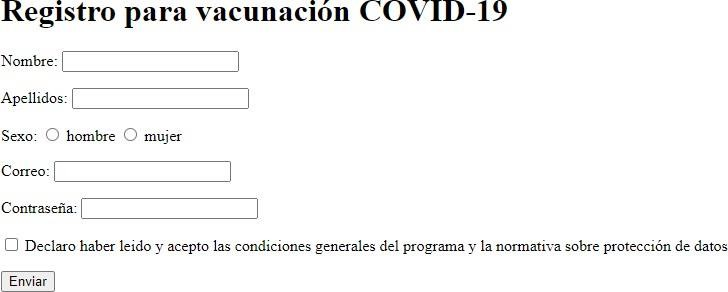 Registro para vacunación COVID-19
Nombre:
Apellidos:
Sexo: hombre mujer
Correo:
Contraseña:
Declaro haber leido y acepto las condiciones generales del programa y la normativa sobre protección de datos
Enviar